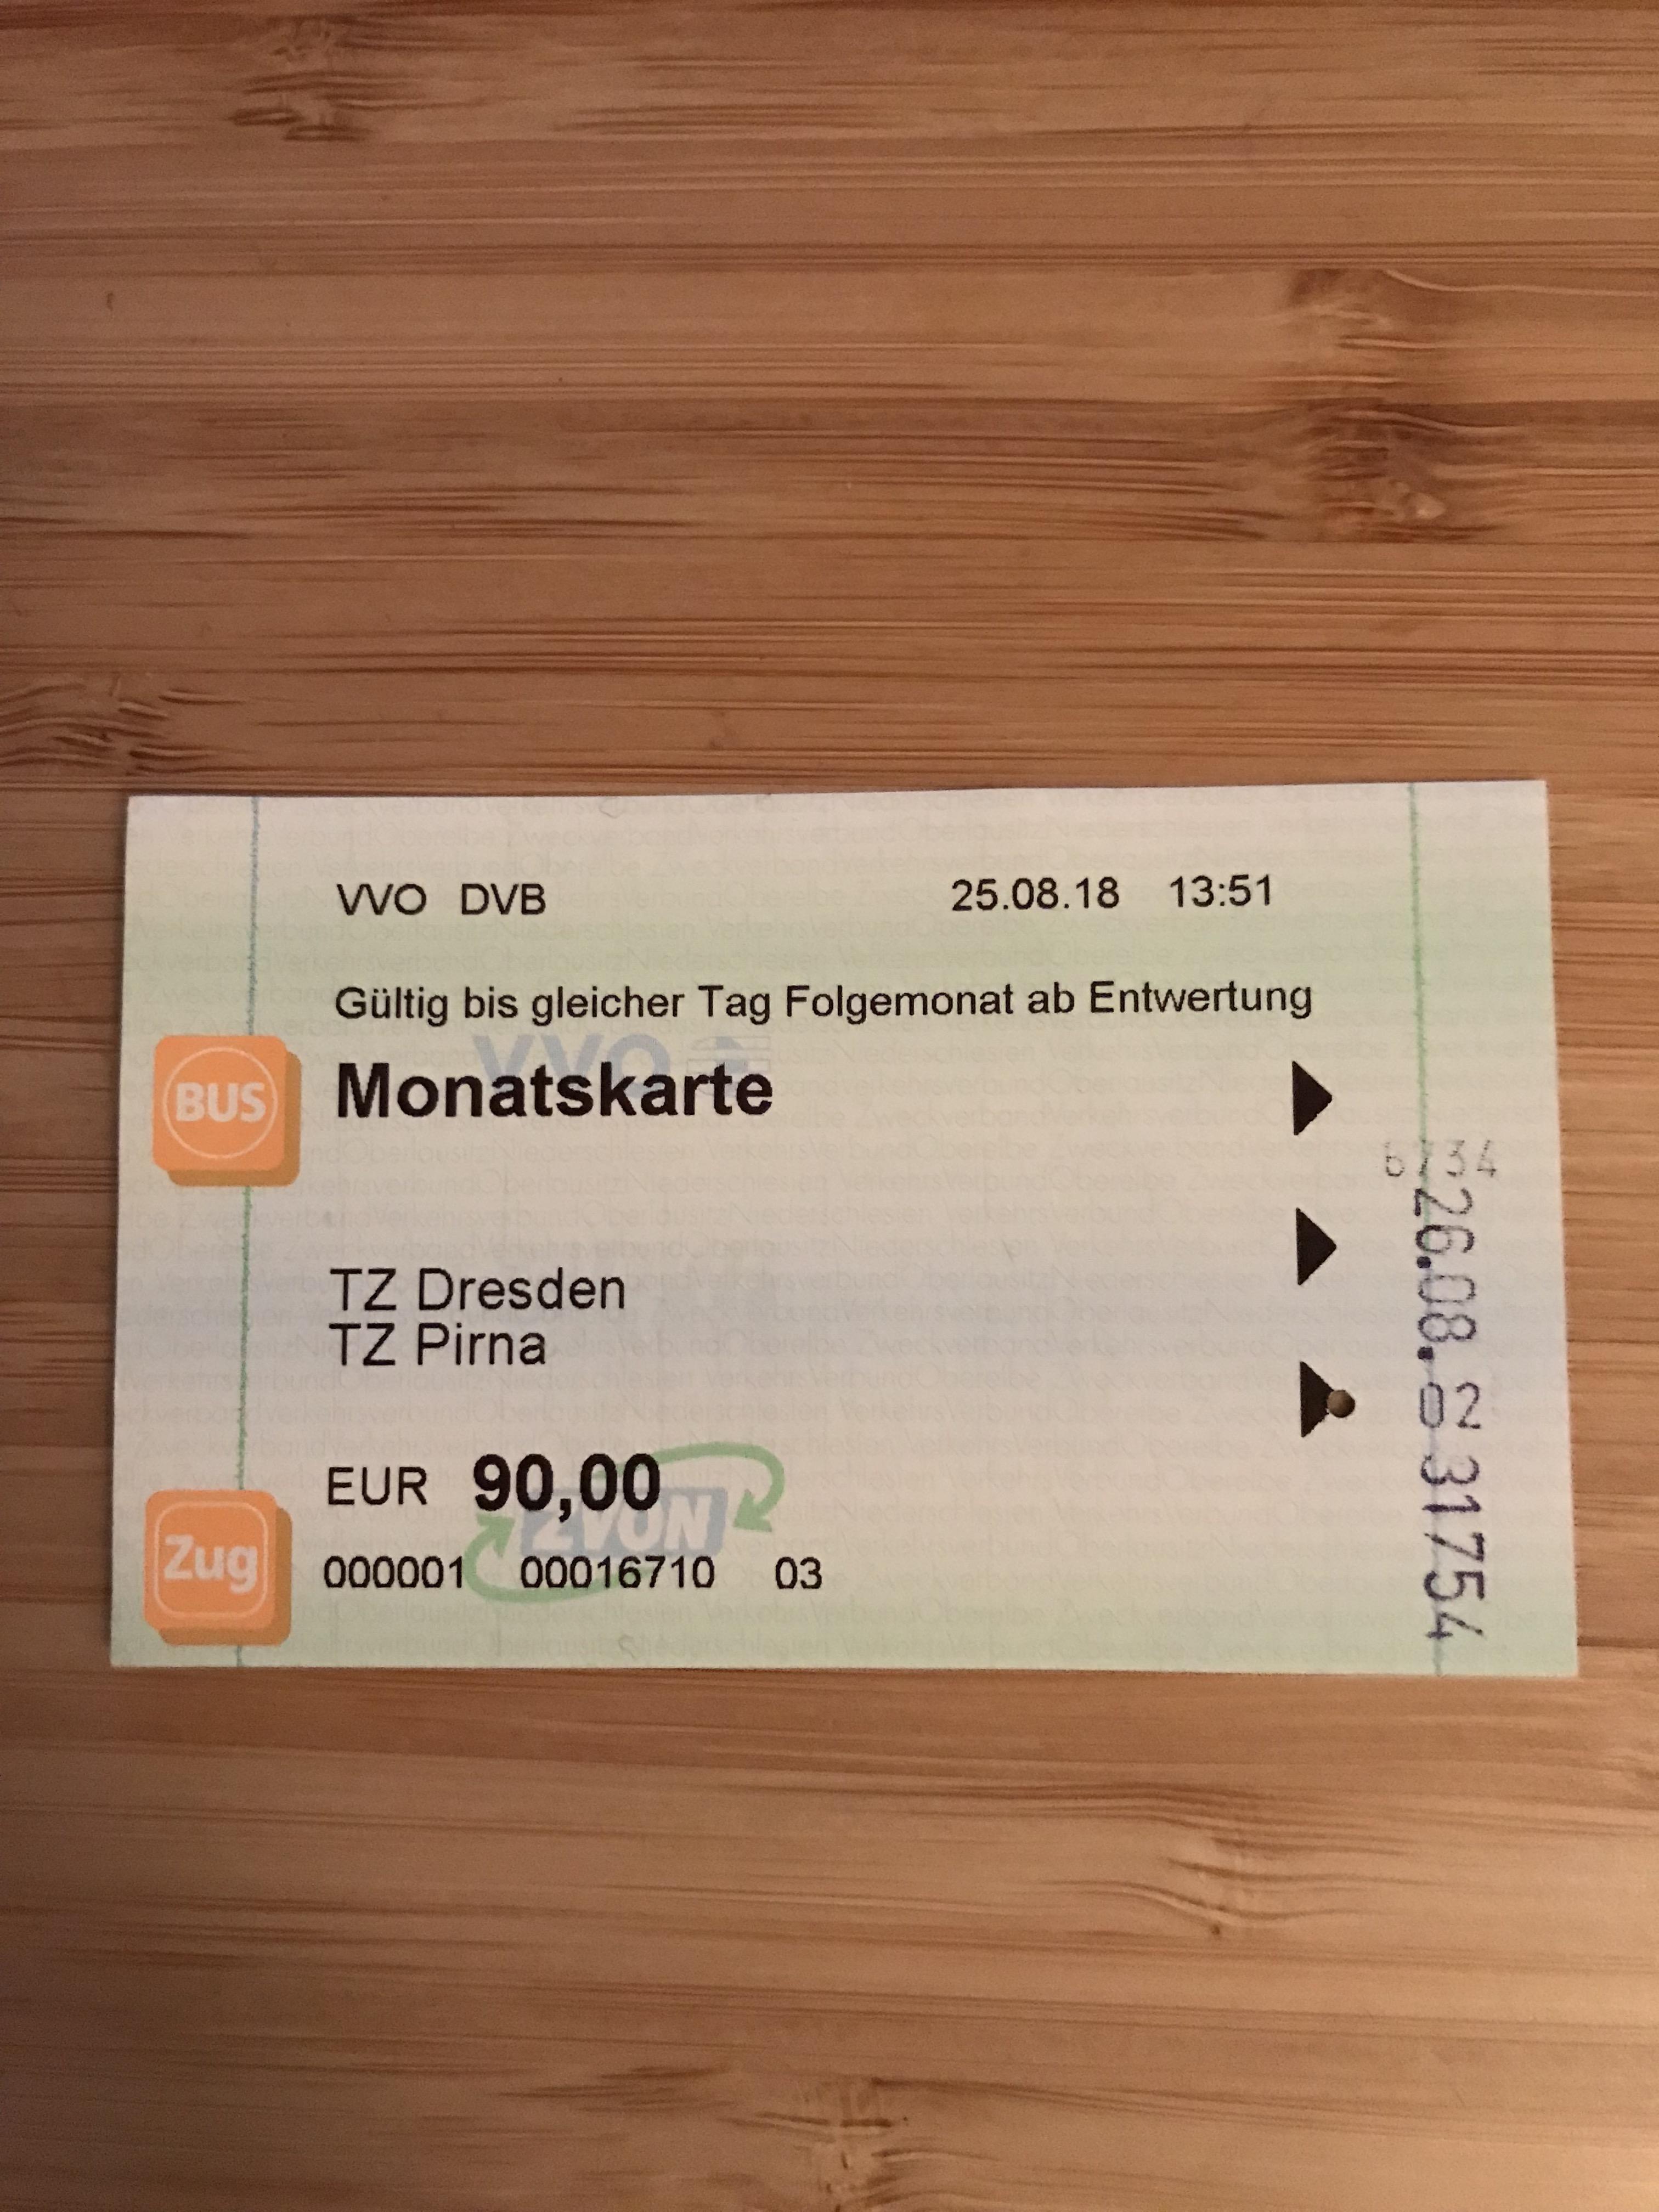 VVO DVB 25.08.18 13:51
Gültig bis gleicher Tag Folgemonat ab Entwertung
VVO
BUS
Monatskarte
TZ Dresden
TZ Pirna
EUR 90,00
ZVON
Zug
000001 00016710 03
26.08.
31754